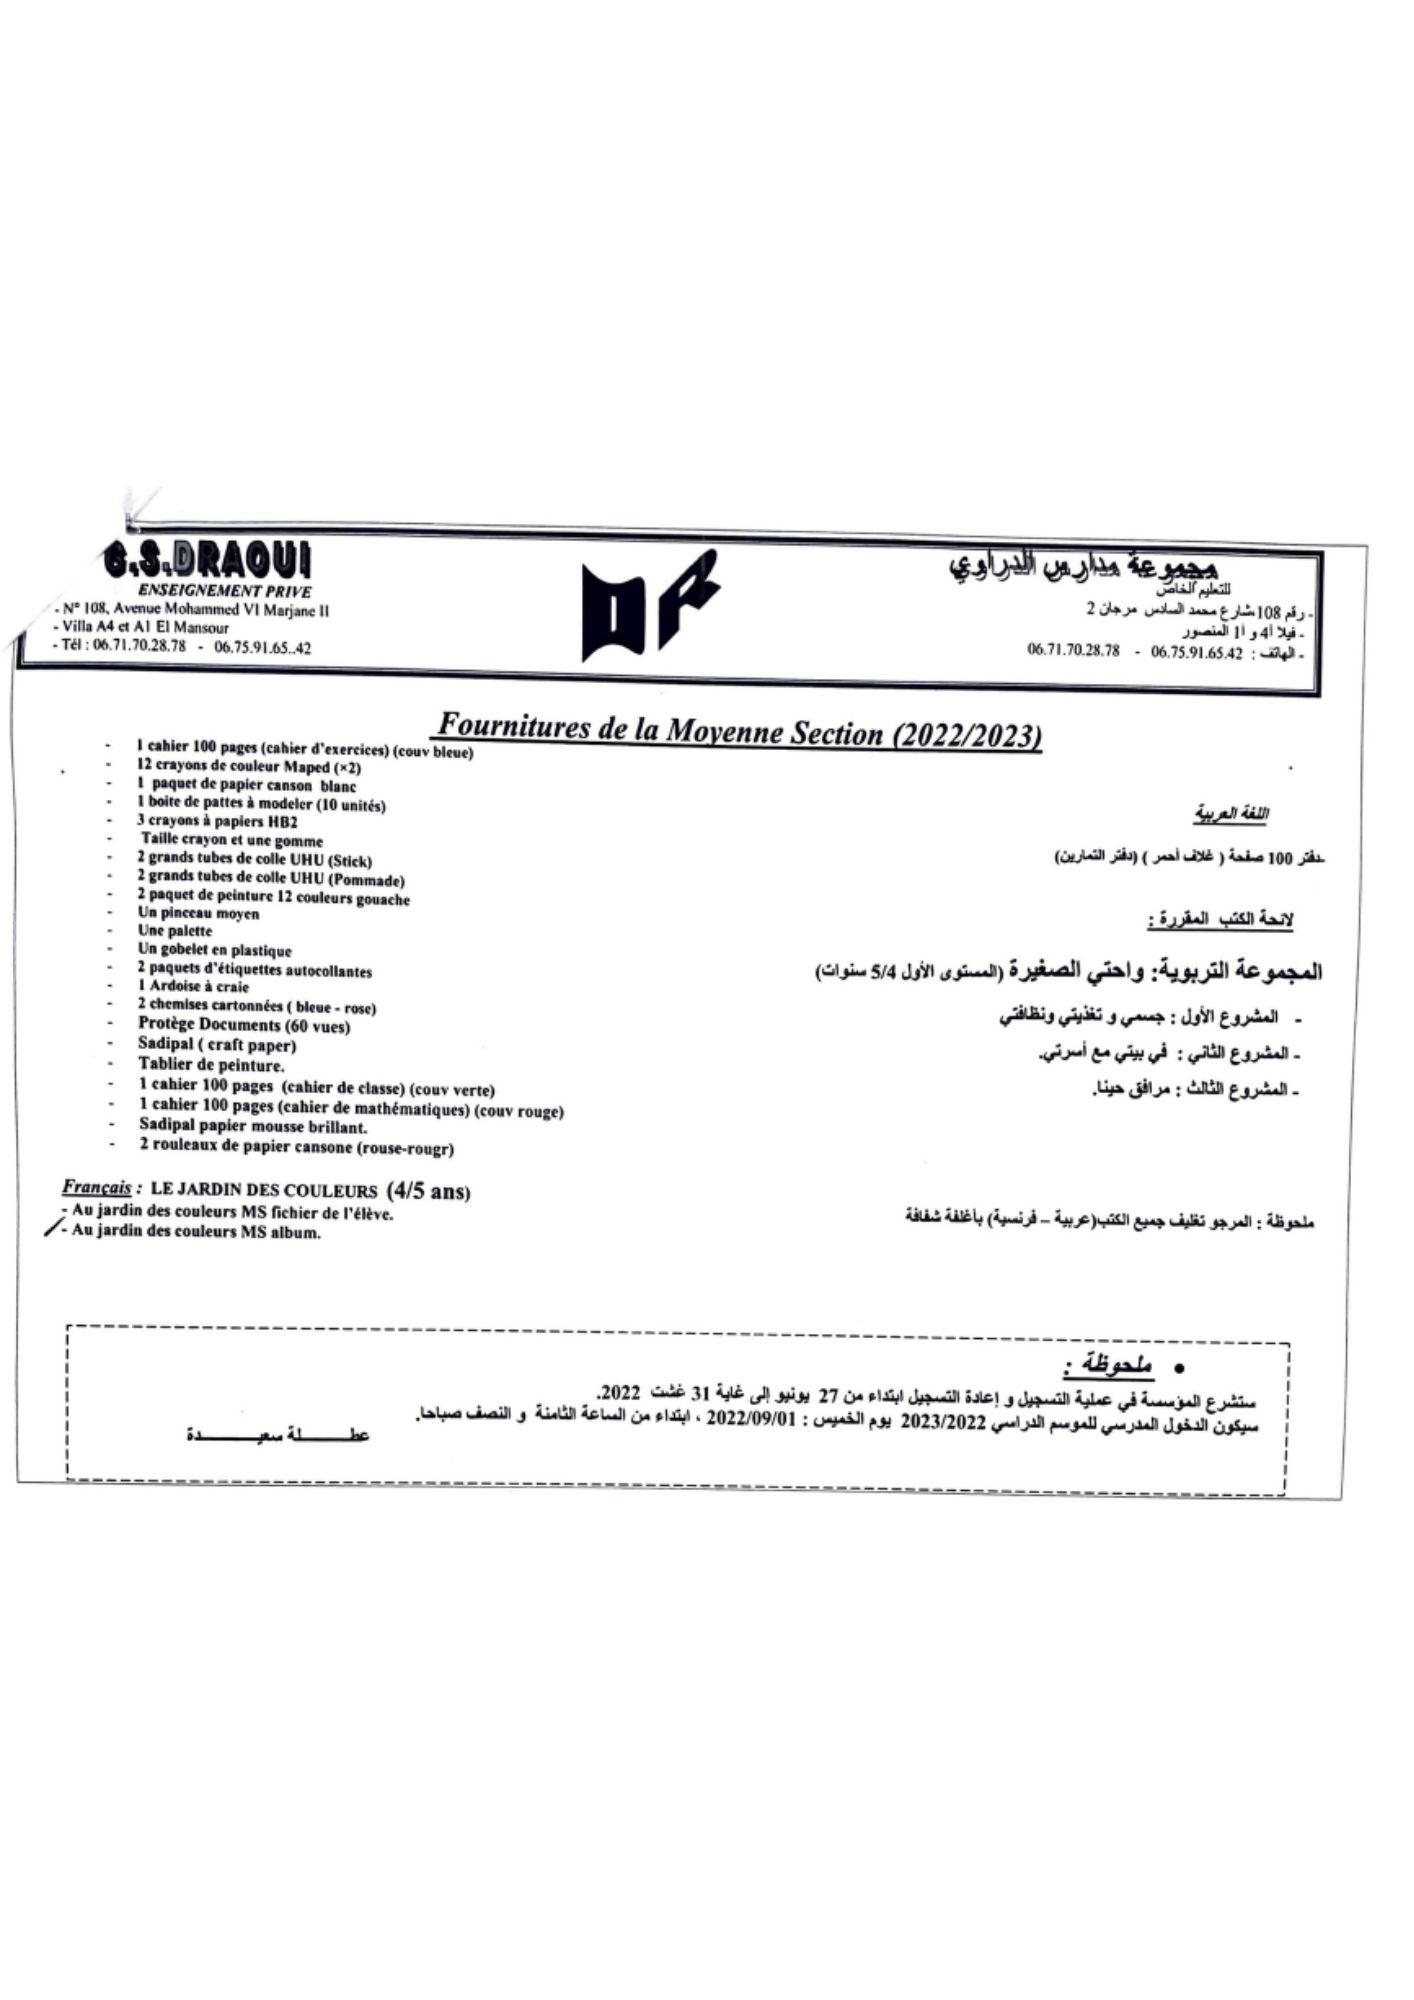 G.S.DRAOUI
ENSEIGNEMENT PRIVE
- N° 108, Avenue Mohammed VI Marjane II
- Villa A4 et A1 El Mansour
- Tél : 06.71.70.28.78 - 06.75.91.65..42
DR
مجموعة مدارس الدراوي
للتعليم الخاص
- رقم 108 شارع محمد السادس مرجان 2
- فيلا أ4 و أ1 المنصور
- الهاتف : 06.75.91.65.42 - 06.71.70.28.78
Fournitures de la Moyenne Section (2022/2023)
- 1 cahier 100 pages (cahier d'exercices) (couv bleue)
- 12 crayons de couleur Maped (×2)
- 1 paquet de papier canson blanc
- 1 boite de pattes à modeler (10 unités)
- 3 crayons à papiers HB2
- Taille crayon et une gomme
- 2 grands tubes de colle UHU (Stick)
- 2 grands tubes de colle UHU (Pommade)
- 2 paquet de peinture 12 couleurs gouache
- Un pinceau moyen
- Une palette
- Un gobelet en plastique
- 2 paquets d'étiquettes autocollantes
- 1 Ardoise à craie
- 2 chemises cartonnées ( bleue - rose)
- Protège Documents (60 vues)
- Sadipal ( craft paper)
- Tablier de peinture.
- 1 cahier 100 pages (cahier de classe) (couv verte)
- 1 cahier 100 pages (cahier de mathématiques) (couv rouge)
- Sadipal papier mousse brillant.
- 2 rouleaux de papier cansone (rouse-rougr)
Français : LE JARDIN DES COULEURS (4/5 ans)
- Au jardin des couleurs MS fichier de l'élève.
- Au jardin des couleurs MS album.
اللغة العربية
-دفتر 100 صفحة ( غلاف أحمر ) (دفتر التمارين)
لائحة الكتب المقررة :
المجموعة التربوية: واحتي الصغيرة (المستوى الأول 5/4 سنوات)
- المشروع الأول : جسمي و تغذيتي ونظافتي
- المشروع الثاني : في بيتي مع أسرتي.
- المشروع الثالث : مرافق حينا.
ملحوظة : المرجو تغليف جميع الكتب(عربية – فرنسية) بأغلفة شفافة
• ملحوظة :
ستشرع المؤسسة في عملية التسجيل و إعادة التسجيل ابتداء من 27 يونيو إلى غاية 31 غشت 2022.
سيكون الدخول المدرسي للموسم الدراسي 2023/2022 يوم الخميس : 2022/09/01 ، ابتداء من الساعة الثامنة و النصف صباحا.
عطـــــلة سعيـــــــدة